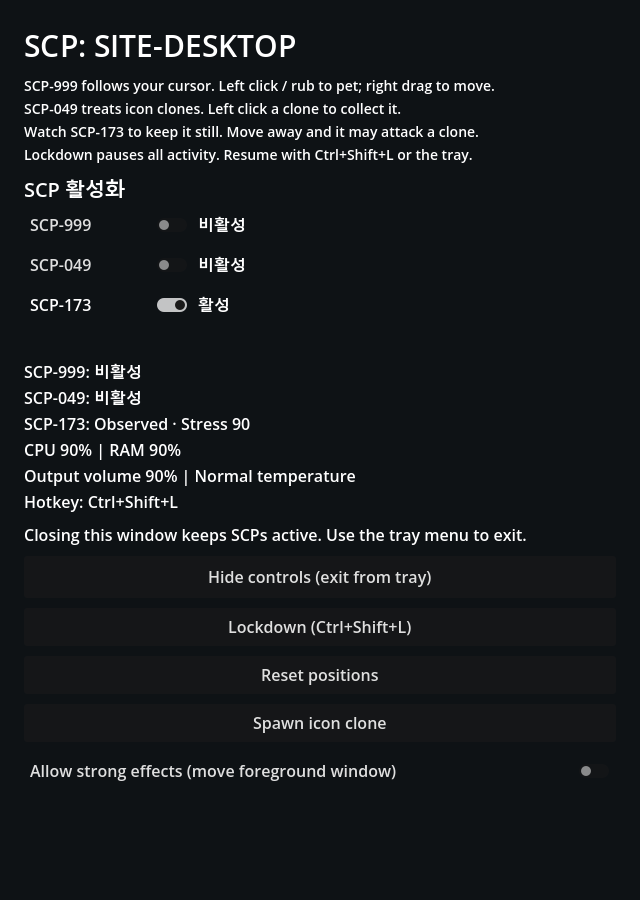 SCP: SITE-DESKTOP
SCP-999 follows your cursor. Left click / rub to pet; right drag to move.
SCP-049 treats icon clones. Left click a clone to collect it.
Watch SCP-173 to keep it still. Move away and it may attack a clone.
Lockdown pauses all activity. Resume with Ctrl+Shift+L or the tray.
SCP 활성화
SCP-999 비활성
SCP-049 비활성
SCP-173 활성
SCP-999: 비활성
SCP-049: 비활성
SCP-173: Observed · Stress 90
CPU 90% | RAM 90%
Output volume 90% | Normal temperature
Hotkey: Ctrl+Shift+L
Closing this window keeps SCPs active. Use the tray menu to exit.
Hide controls (exit from tray)
Lockdown (Ctrl+Shift+L)
Reset positions
Spawn icon clone
Allow strong effects (move foreground window)